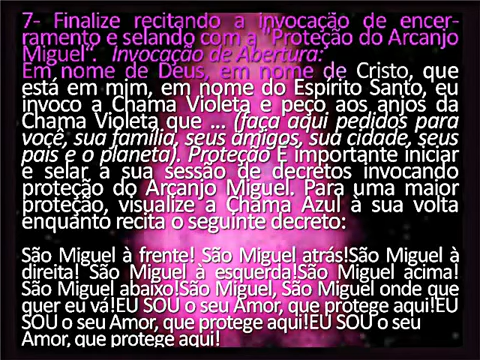 7- Finalize recitando a invocação de encer-
ramento e selando com a "Proteção do Arcanjo
Miguel". Invocação de Abertura:
Em nome de Deus, em nome de Cristo, que
está em mim, em nome do Espírito Santo, eu
invoco a Chama Violeta e peço aos anjos da
Chama Violeta que ... (faça aqui pedidos para
você, sua família, seus amigos, sua cidade, seus
país e o planeta). Proteção É importante iniciar
e selar a sua sessão de decretos invocando
proteção do Arcanjo Miguel. Para uma maior
proteção, visualize a Chama Azul à sua volta
enquanto recita o seguinte decreto:
São Miguel à frente! São Miguel atrás!São Miguel à
direita! São Miguel à esquerda!São Miguel acima!
São Miguel abaixo!São Miguel, São Miguel onde que
quer eu vá!EU SOU o seu Amor, que protege aqui!EU
SOU o seu Amor, que protege aqui!EU SOU o seu
Amor, que protege aqui!